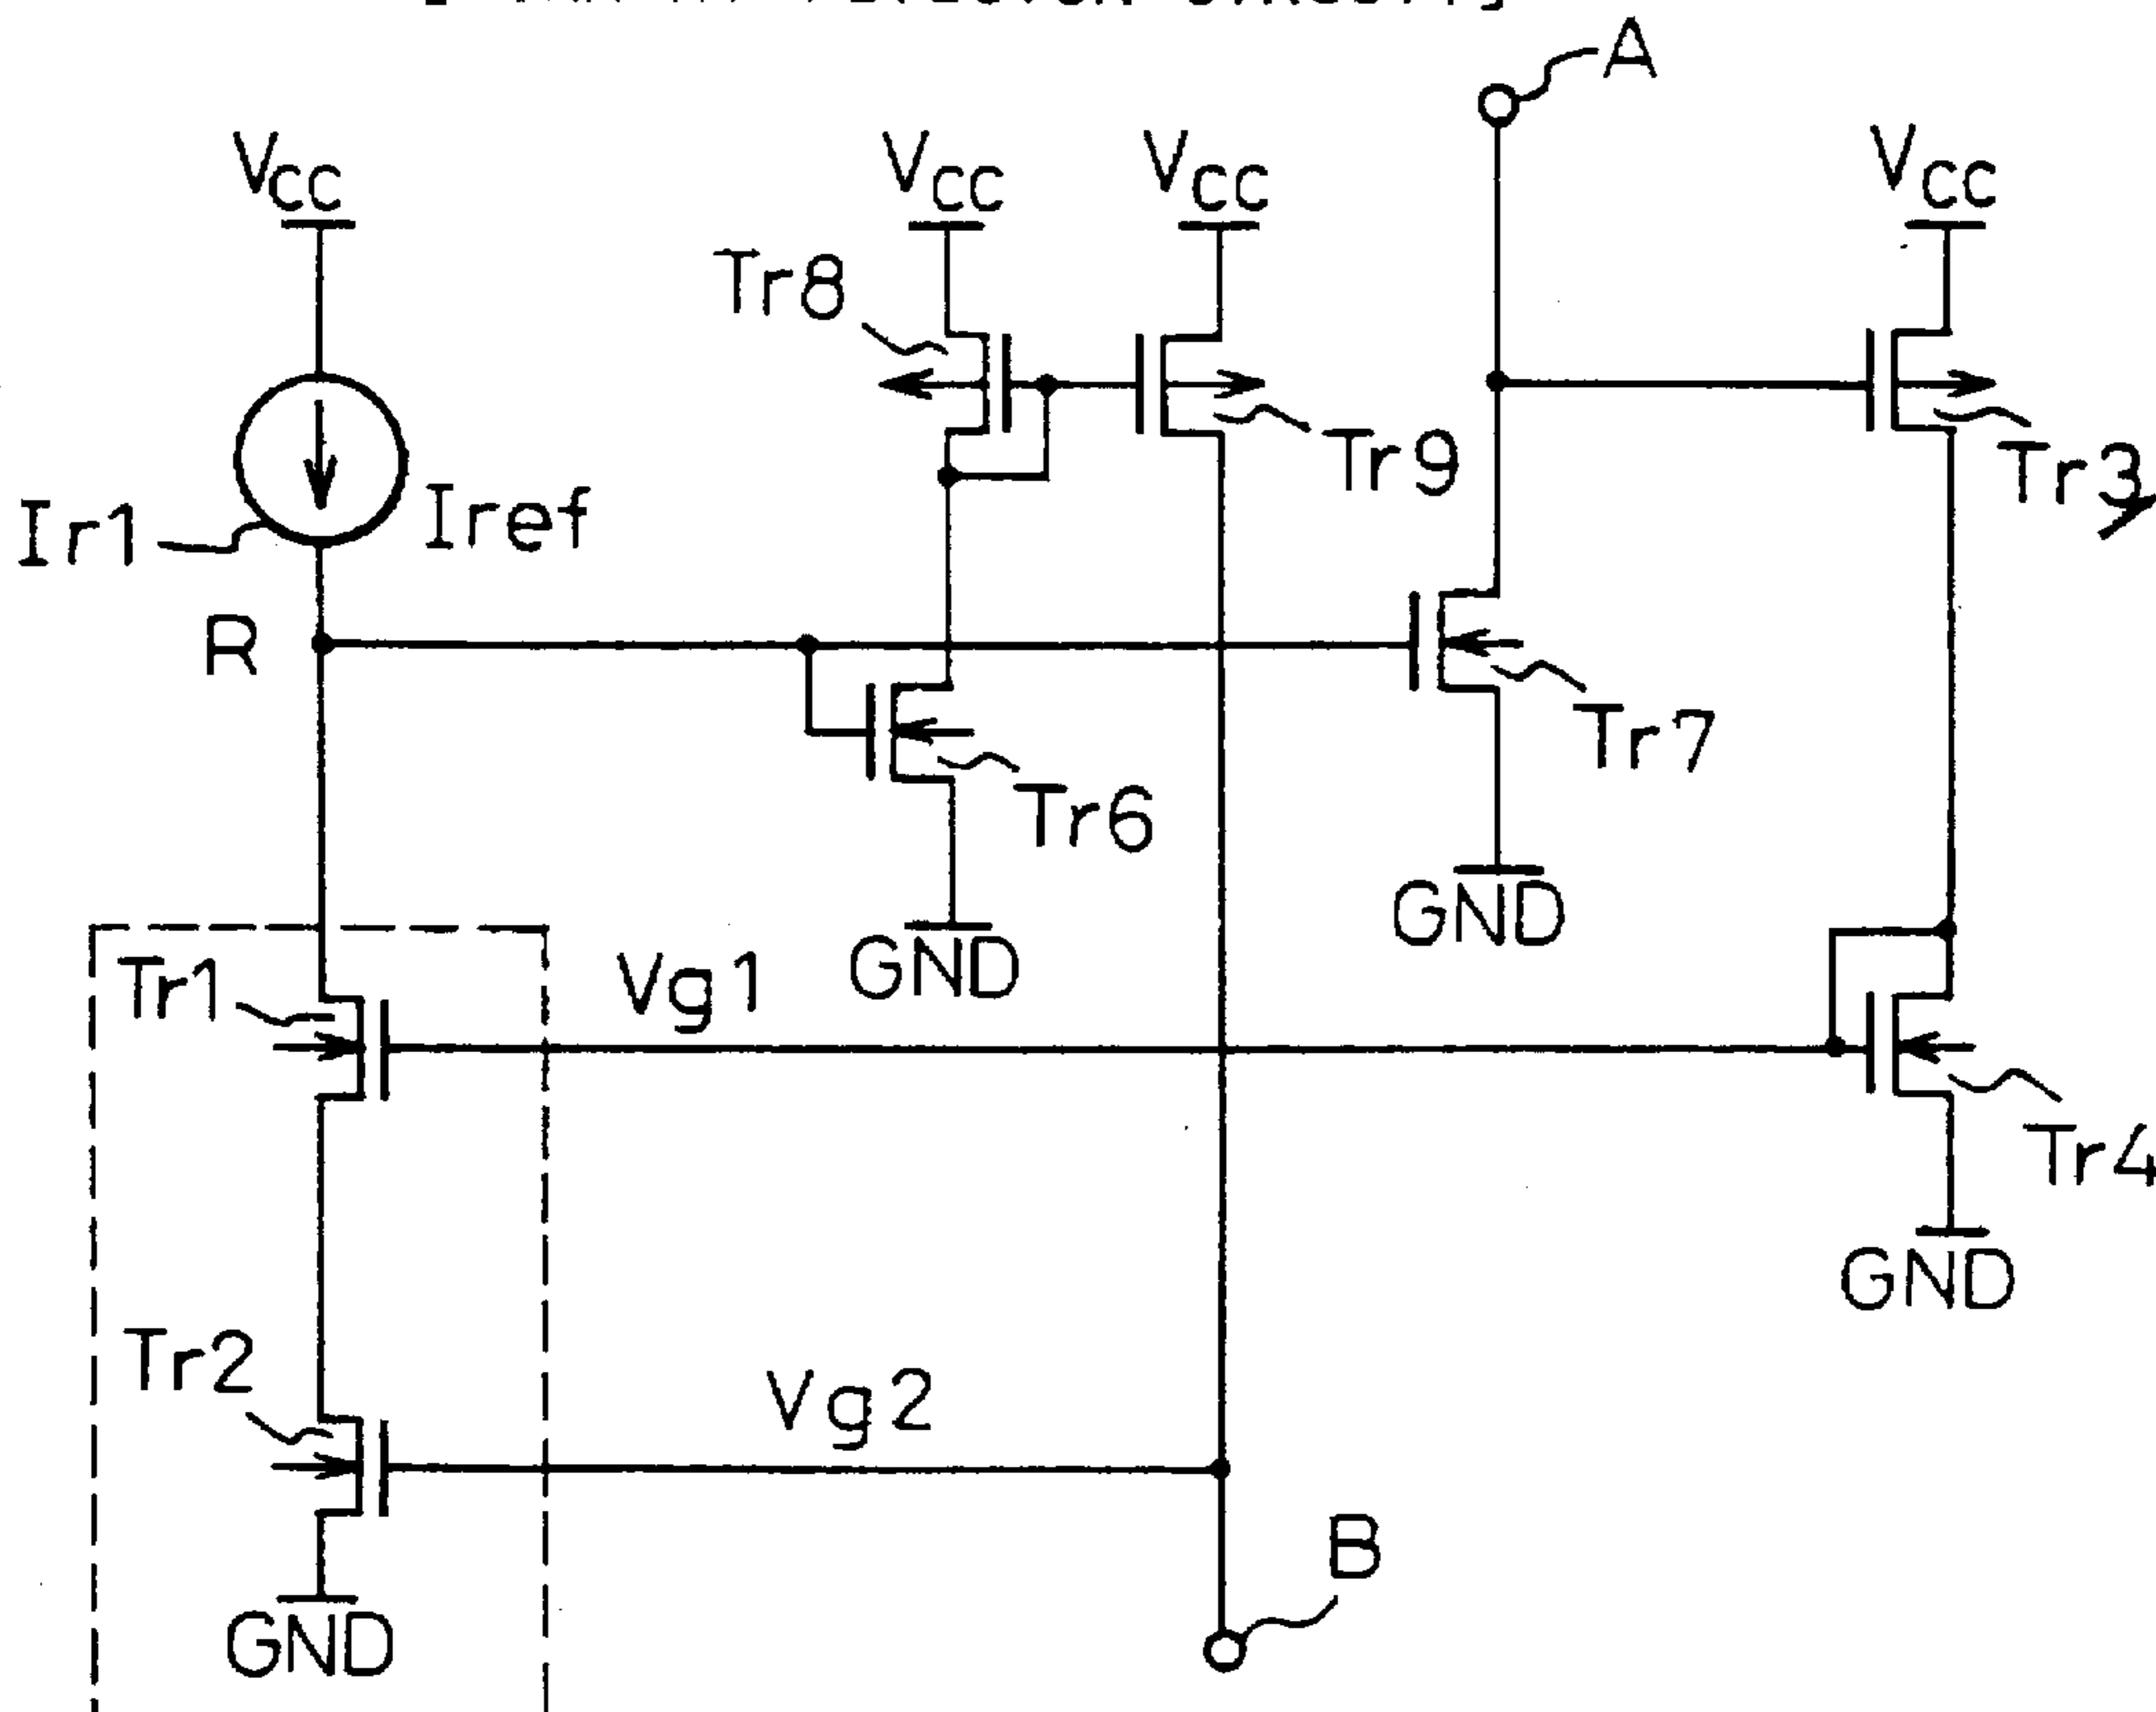 A
Vcc
Vcc
Vcc
Vcc
Tr8
Tr9
Tr3
Ir1
Iref
R
Tr7
Tr6
GND
GND
Tr1
Vg1
Tr4
GND
Tr2
Vg2
B
GND